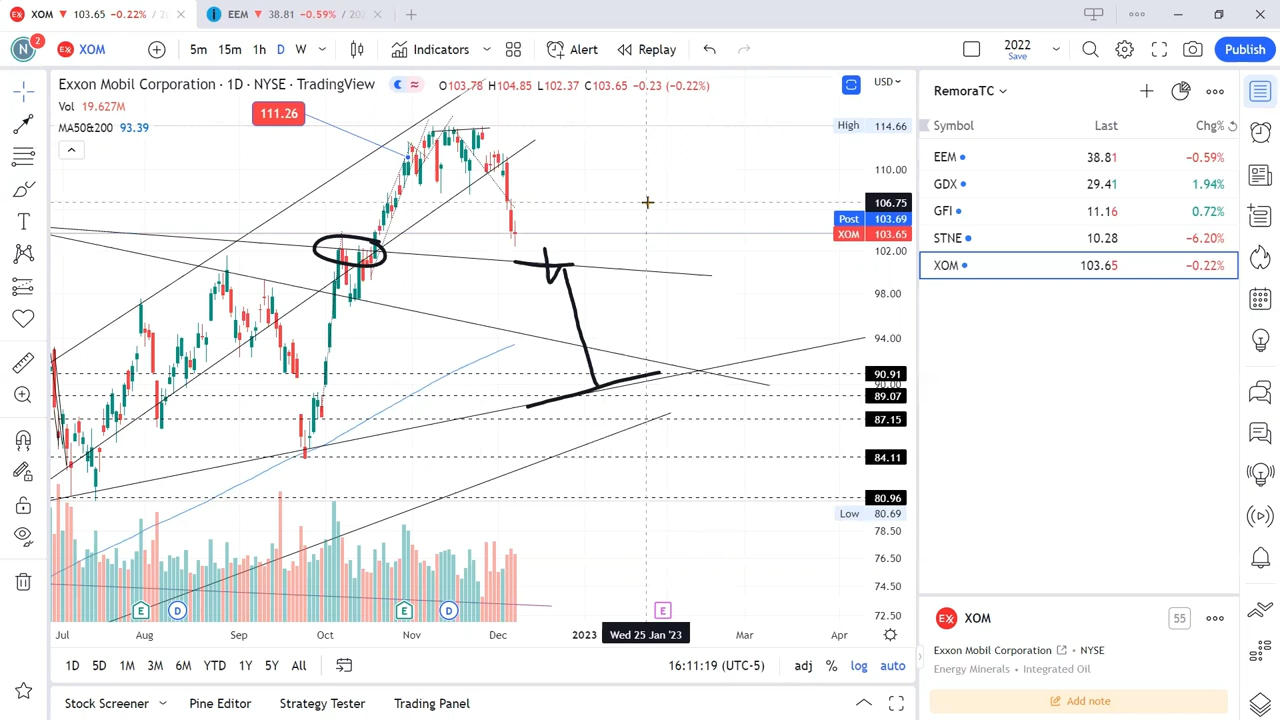 XOM ▼ 103.65 −0.22% / 20
EEM ▼ 38.81 −0.59% / 202
N 2 XOM 5m 15m 1h D W Indicators Alert Replay 2022 Save Publish
Exxon Mobil Corporation · 1D · NYSE · TradingView O103.78 H104.85 L102.37 C103.65 −0.23 (−0.22%) USD
Vol 19.627M
MA50&200 93.39
111.26
High 114.66
110.00
106.75
Post 103.69
XOM 103.65
102.00
98.00
94.00
90.91
90.00
89.07
87.15
84.11
80.96
Low 80.69
78.50
76.50
74.50
72.50
E D E D E
Jul Aug Sep Oct Nov Dec 2023 Wed 25 Jan '23 Mar Apr
1D 5D 1M 3M 6M YTD 1Y 5Y All 16:11:19 (UTC-5) adj % log auto
Stock Screener Pine Editor Strategy Tester Trading Panel
RemoraTC
Symbol Last Chg%
EEM 38.81 −0.59%
GDX 29.41 1.94%
GFI 11.16 0.72%
STNE 10.28 −6.20%
XOM 103.65 −0.22%
XOM 55
Exxon Mobil Corporation • NYSE
Energy Minerals • Integrated Oil
Add note